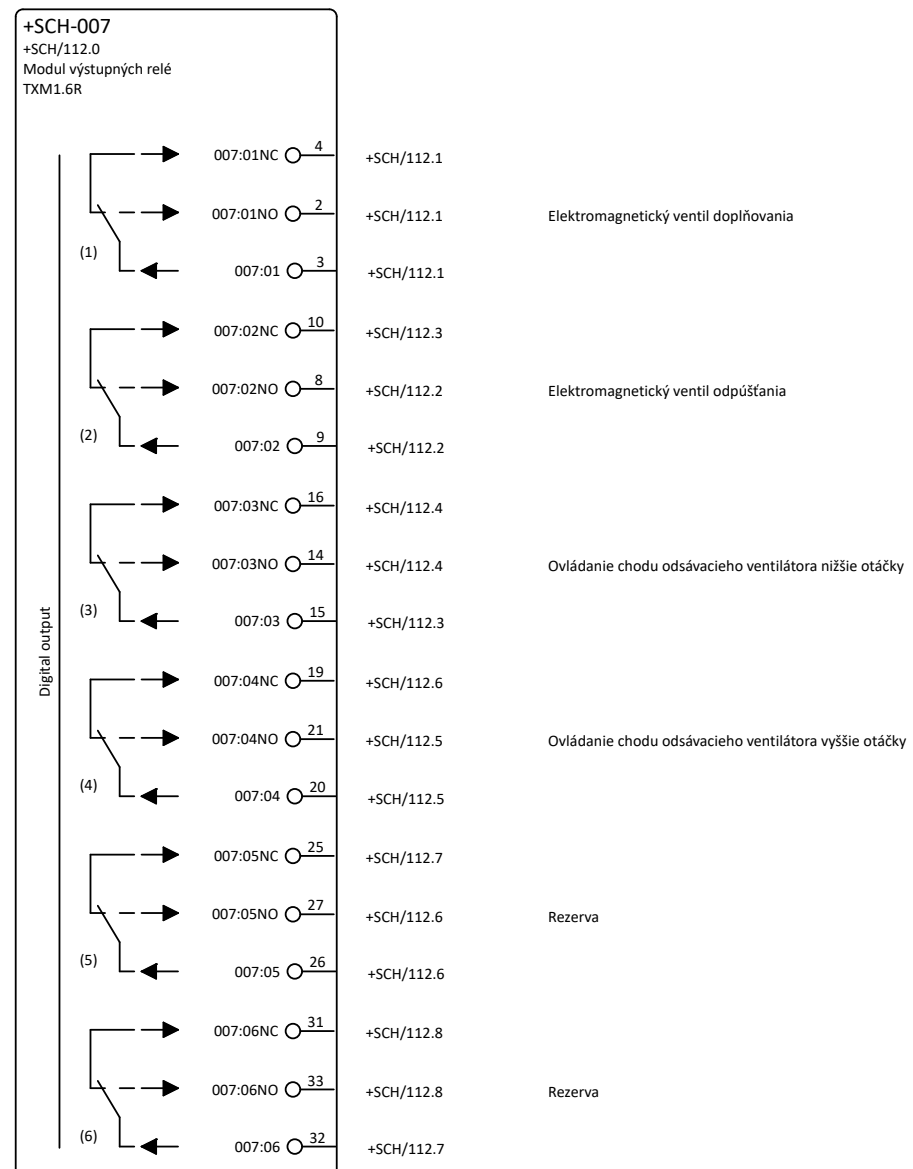 +SCH-007
+SCH/112.0
Modul výstupných relé
TXM1.6R
007:01NC 4 +SCH/112.1
007:01NO 2 +SCH/112.1 Elektromagnetický ventil doplňovania
(1)
007:01 3 +SCH/112.1
007:02NC 10 +SCH/112.3
007:02NO 8 +SCH/112.2 Elektromagnetický ventil odpúšťania
(2)
007:02 9 +SCH/112.2
007:03NC 16 +SCH/112.4
007:03NO 14 +SCH/112.4 Ovládanie chodu odsávacieho ventilátora nižšie otáčky
(3)
007:03 15 +SCH/112.3
Digital output
007:04NC 19 +SCH/112.6
007:04NO 21 +SCH/112.5 Ovládanie chodu odsávacieho ventilátora vyššie otáčky
(4)
007:04 20 +SCH/112.5
007:05NC 25 +SCH/112.7
007:05NO 27 +SCH/112.6 Rezerva
(5)
007:05 26 +SCH/112.6
007:06NC 31 +SCH/112.8
007:06NO 33 +SCH/112.8 Rezerva
(6)
007:06 32 +SCH/112.7